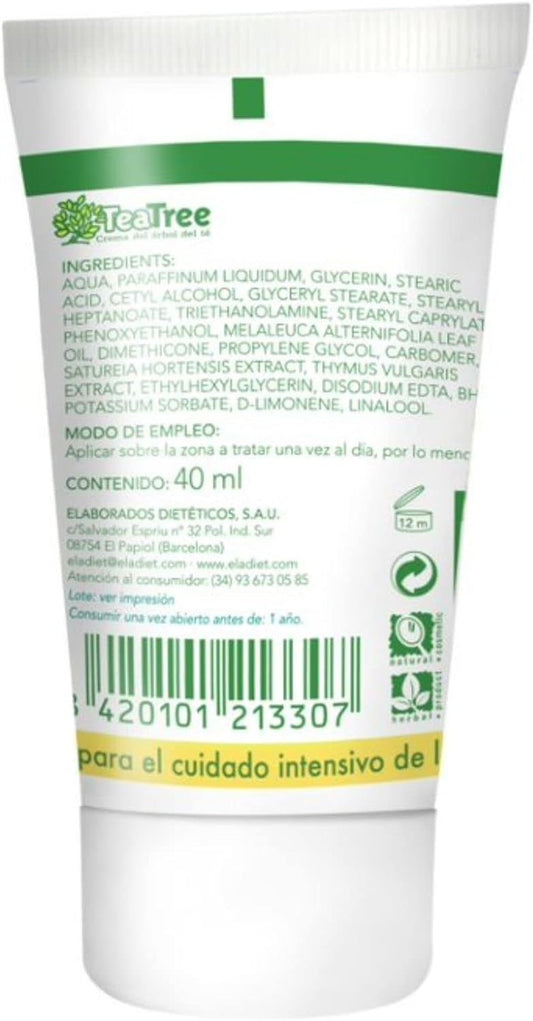 TeaTree
Crema del árbol del té
INGREDIENTS:
AQUA, PARAFFINUM LIQUIDUM, GLYCERIN, STEARIC
ACID, CETYL ALCOHOL, GLYCERYL STEARATE, STEARYL
HEPTANOATE, TRIETHANOLAMINE, STEARYL CAPRYLAT
PHENOXYETHANOL, MELALEUCA ALTERNIFOLIA LEAF
OIL, DIMETHICONE, PROPYLENE GLYCOL, CARBOMER,
SATUREIA HORTENSIS EXTRACT, THYMUS VULGARIS
EXTRACT, ETHYLHEXYLGLYCERIN, DISODIUM EDTA, BH
POTASSIUM SORBATE, D-LIMONENE, LINALOOL.
MODO DE EMPLEO:
Aplicar sobre la zona a tratar una vez al día, por lo meno
CONTENIDO: 40 ml
ELABORADOS DIETÉTICOS, S.A.U.
c/Salvador Espriu nº 32 Pol. Ind. Sur
08754 El Papiol (Barcelona)
eladiet@eladiet.com · www.eladiet.com
Atención al consumidor: (34) 93 673 05 85
Lote: ver impresión
Consumir una vez abierto antes de: 1 año.
12 m
natural • cosmetic
herbal • product
8 420101 213307
para el cuidado intensivo de l